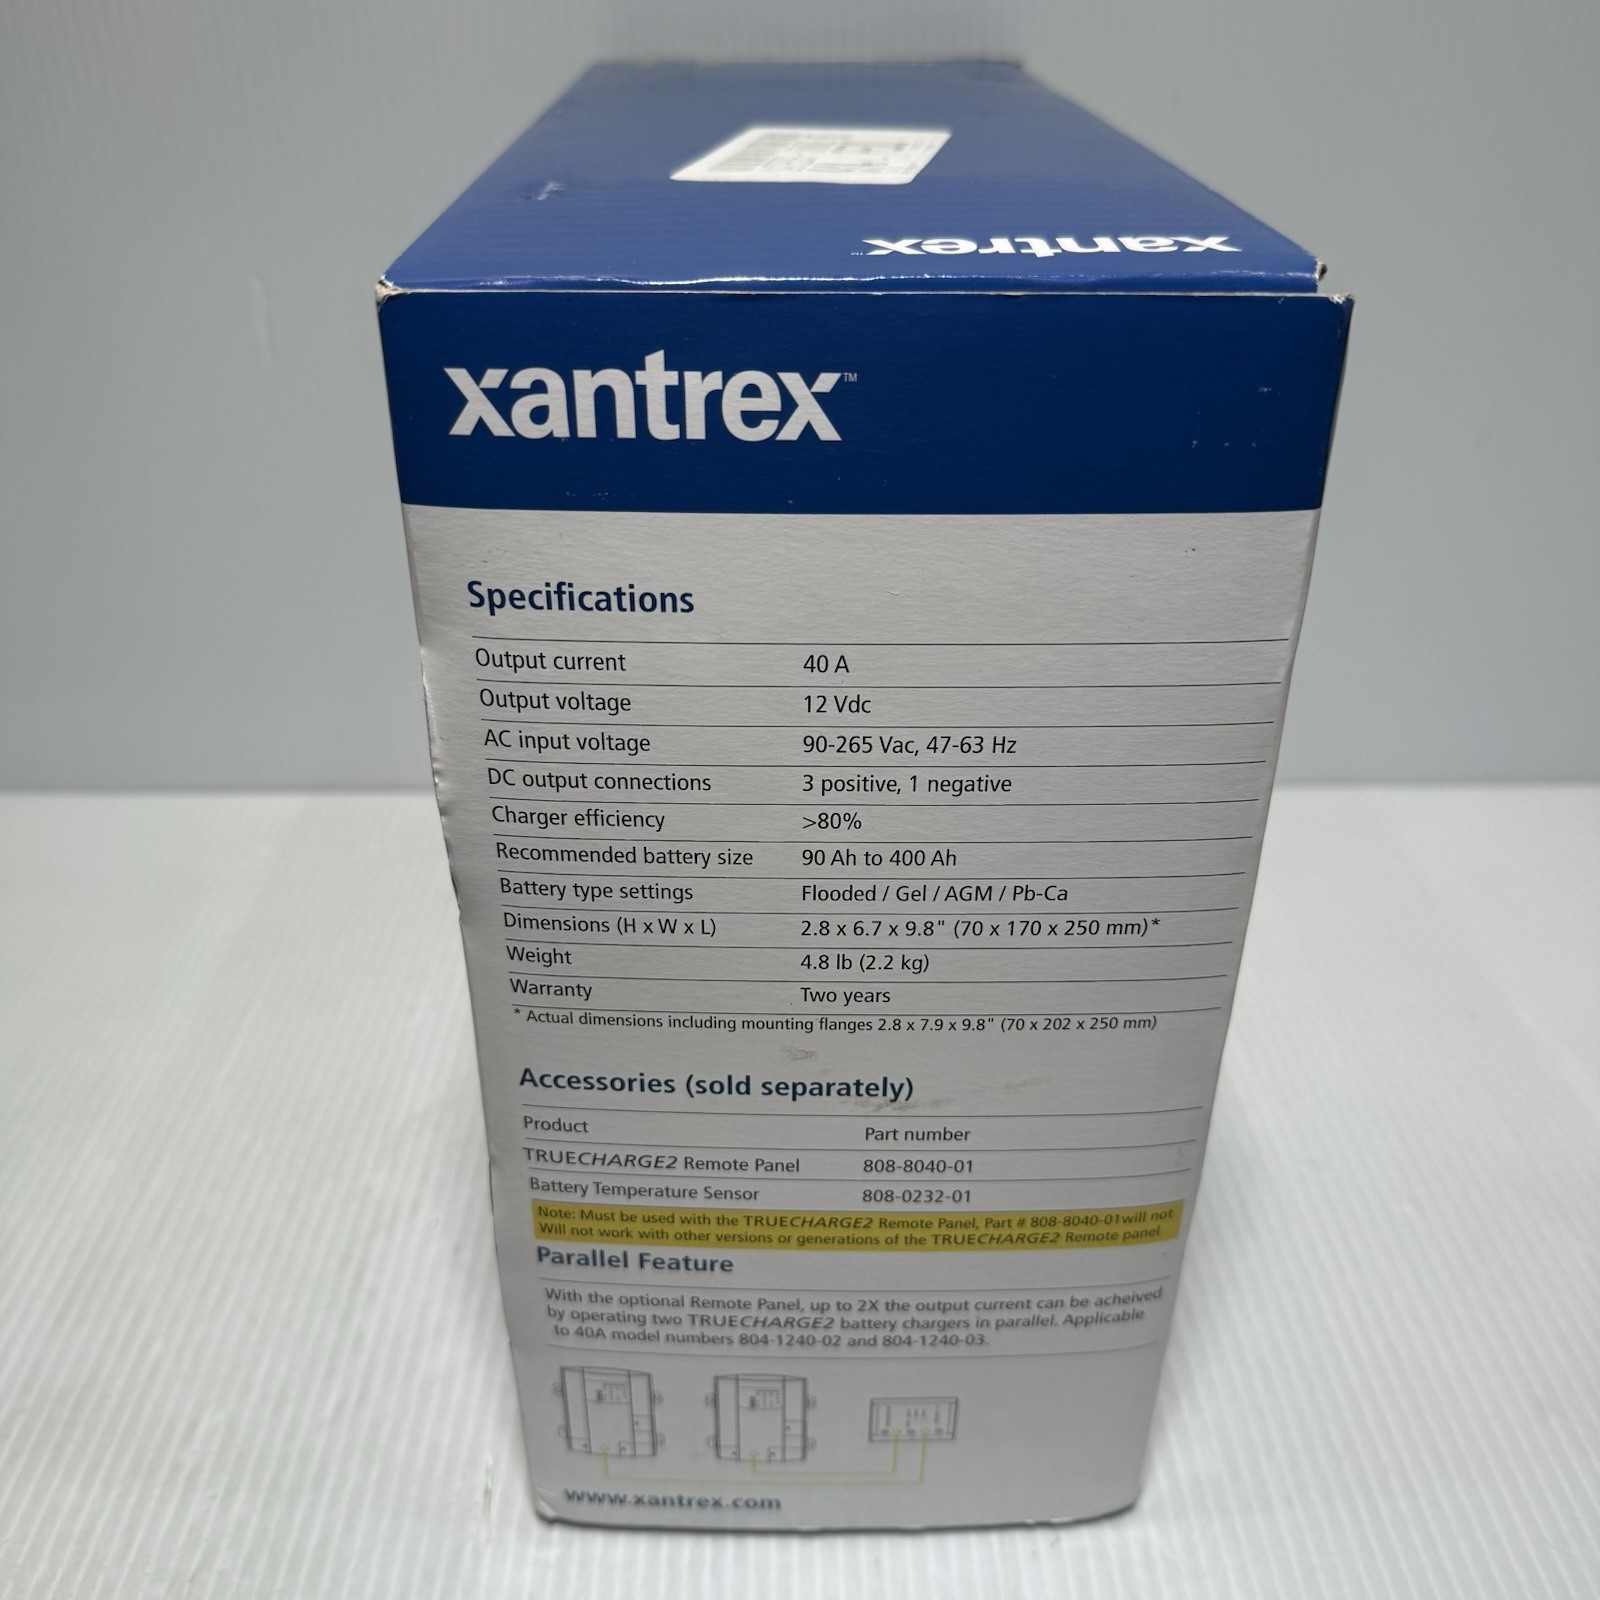 xantrex™
xantrex™
Specifications
Output current 40 A
Output voltage 12 Vdc
AC input voltage 90-265 Vac, 47-63 Hz
DC output connections 3 positive, 1 negative
Charger efficiency >80%
Recommended battery size 90 Ah to 400 Ah
Battery type settings Flooded / Gel / AGM / Pb-Ca
Dimensions (H x W x L) 2.8 x 6.7 x 9.8" (70 x 170 x 250 mm)*
Weight 4.8 lb (2.2 kg)
Warranty Two years
* Actual dimensions including mounting flanges 2.8 x 7.9 x 9.8" (70 x 202 x 250 mm)
Accessories (sold separately)
Product Part number
TRUECHARGE2 Remote Panel 808-8040-01
Battery Temperature Sensor 808-0232-01
Note: Must be used with the TRUECHARGE2 Remote Panel, Part # 808-8040-01will not
Will not work with other versions or generations of the TRUECHARGE2 Remote panel
Parallel Feature
With the optional Remote Panel, up to 2X the output current can be acheived
by operating two TRUECHARGE2 battery chargers in parallel. Applicable
to 40A model numbers 804-1240-02 and 804-1240-03.
www.xantrex.com